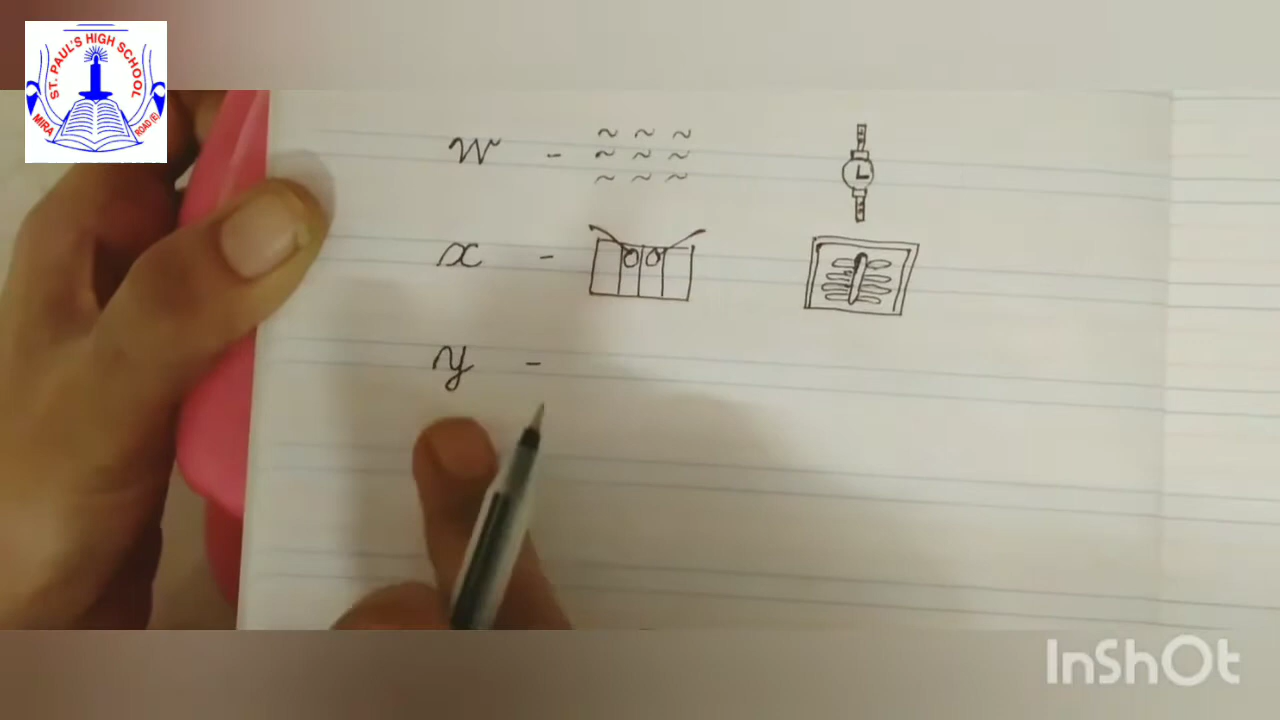 ST. PAUL'S HIGH SCHOOL
MIRA ROAD (E)
w -
x -
y -
InShOt